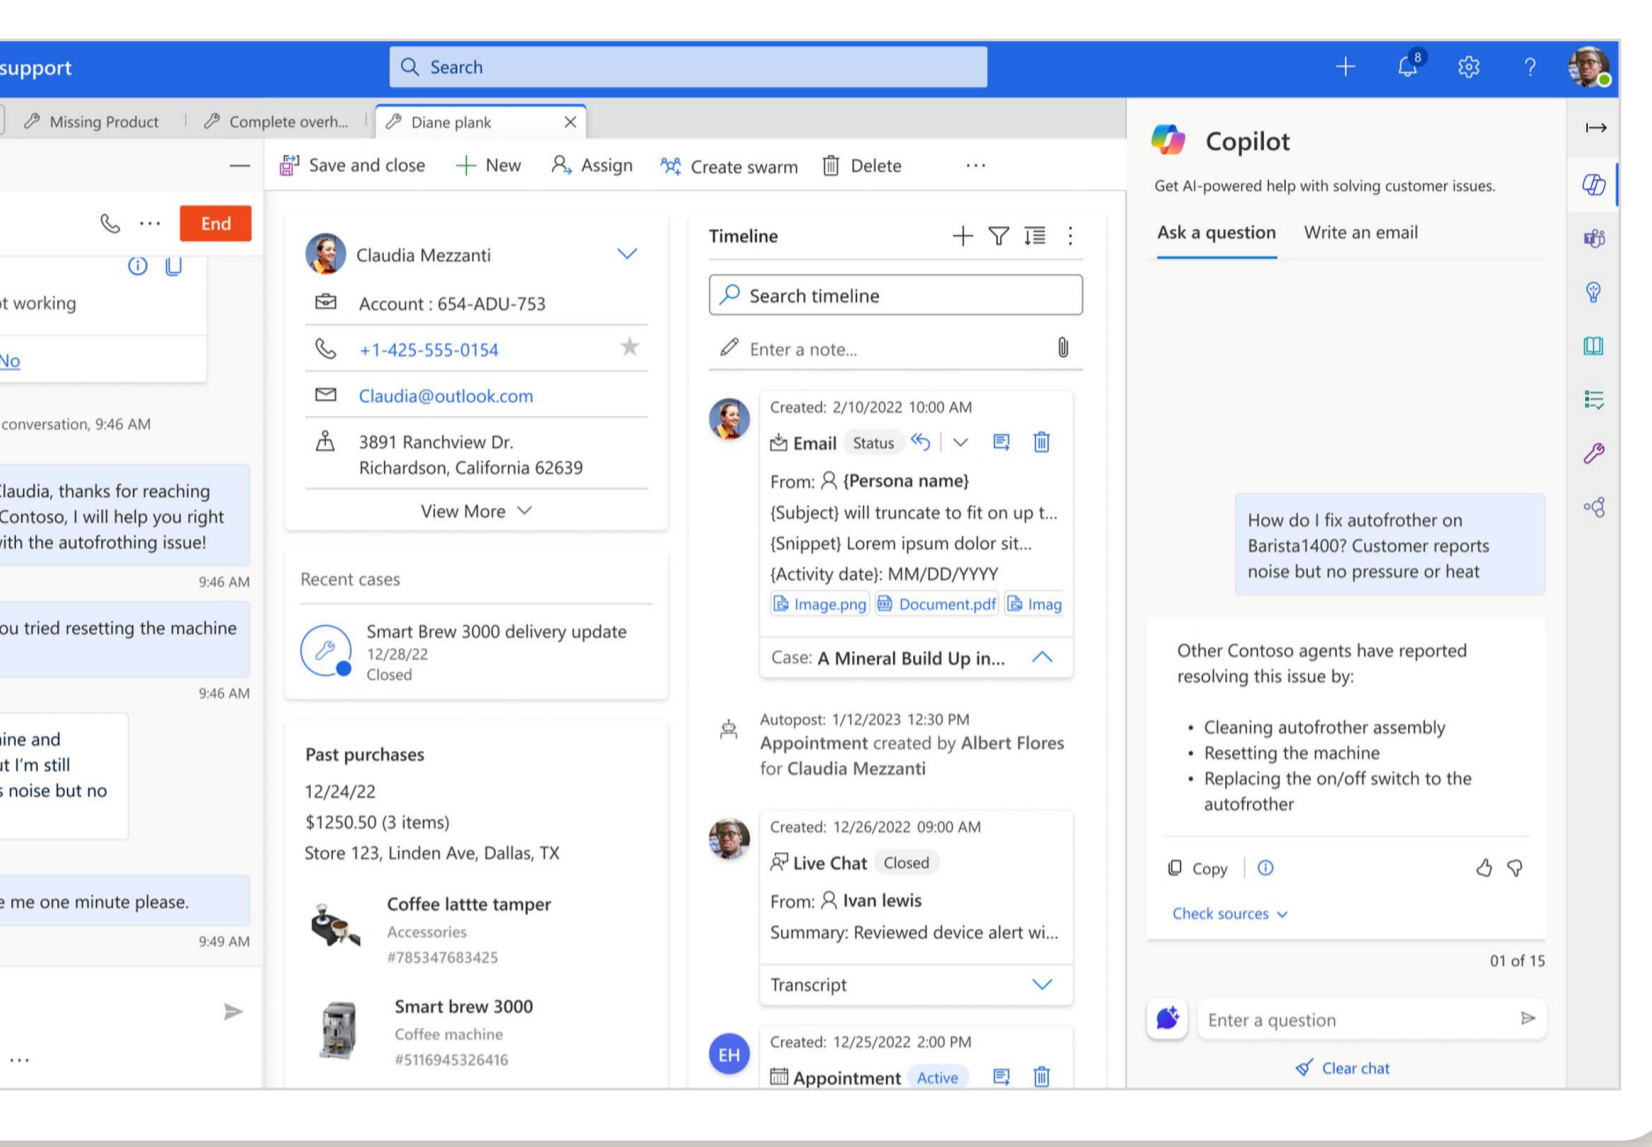 support
Search
8
?
Missing Product
Complete overh...
Diane plank
Save and close
New
Assign
Create swarm
Delete
...
End
t working
No
conversation, 9:46 AM
laudia, thanks for reaching
Contoso, I will help you right
with the autofrothing issue!
9:46 AM
ou tried resetting the machine
9:46 AM
ine and
ut I'm still
s noise but no
e me one minute please.
9:49 AM
...
Claudia Mezzanti
Account : 654-ADU-753
+1-425-555-0154
Claudia@outlook.com
3891 Ranchview Dr.
Richardson, California 62639
View More
Recent cases
Smart Brew 3000 delivery update
12/28/22
Closed
Past purchases
12/24/22
$1250.50 (3 items)
Store 123, Linden Ave, Dallas, TX
Coffee lattte tamper
Accessories
#785347683425
Smart brew 3000
Coffee machine
#5116945326416
Timeline
Search timeline
Enter a note...
Created: 2/10/2022 10:00 AM
Email Status
From: {Persona name}
{Subject} will truncate to fit on up t...
{Snippet} Lorem ipsum dolor sit...
{Activity date}: MM/DD/YYYY
Image.png Document.pdf Imag
Case: A Mineral Build Up in...
Autopost: 1/12/2023 12:30 PM
Appointment created by Albert Flores
for Claudia Mezzanti
Created: 12/26/2022 09:00 AM
Live Chat Closed
From: Ivan lewis
Summary: Reviewed device alert wi...
Transcript
EH
Created: 12/25/2022 2:00 PM
Appointment Active
Copilot
Get AI-powered help with solving customer issues.
Ask a question
Write an email
How do I fix autofrother on
Barista1400? Customer reports
noise but no pressure or heat
Other Contoso agents have reported
resolving this issue by:
• Cleaning autofrother assembly
• Resetting the machine
• Replacing the on/off switch to the
autofrother
Copy
Check sources
01 of 15
Enter a question
Clear chat